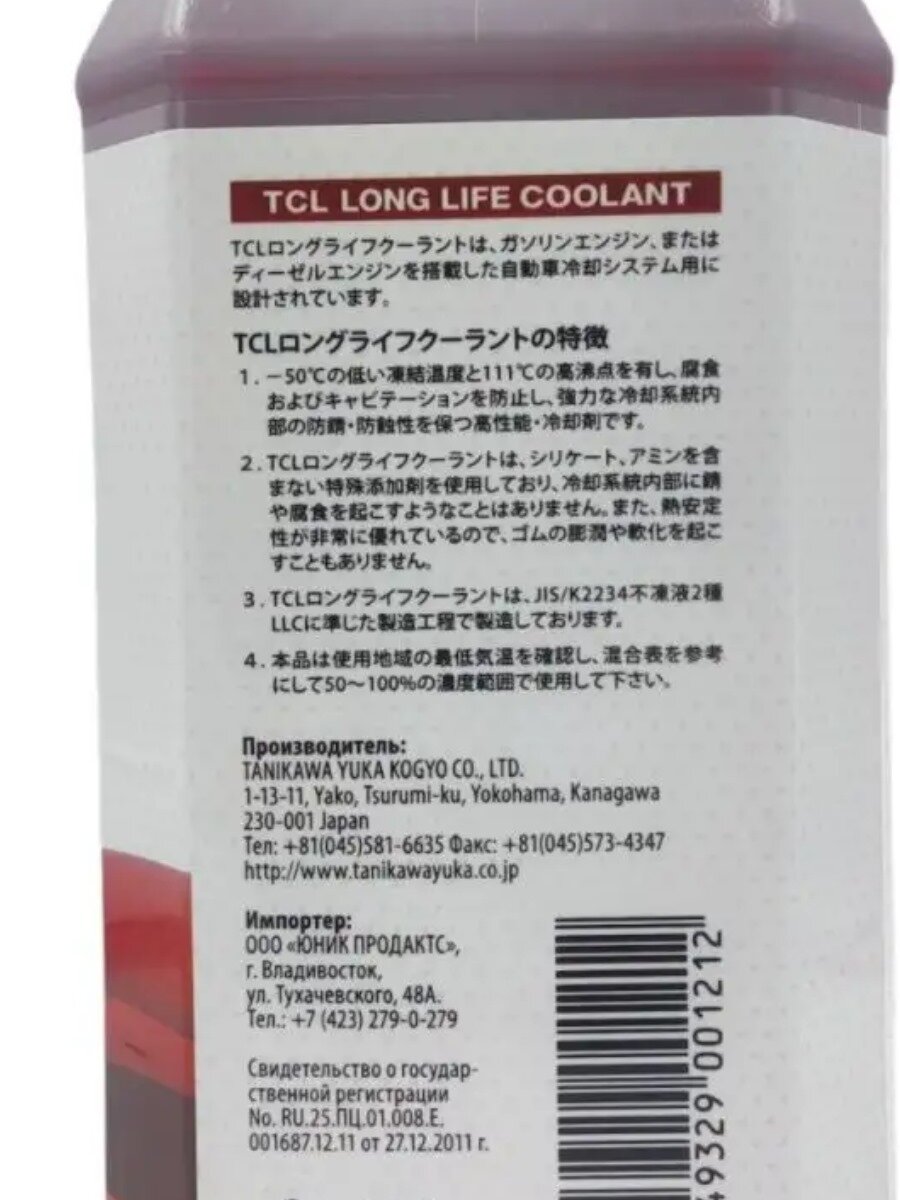 TCL LONG LIFE COOLANT
TCLロングライフクーラントは、ガソリンエンジン、または
ディーゼルエンジンを搭載した自動車冷却システム用に
設計されています。
TCLロングライフクーラントの特徴
1. －50℃の低い凍結温度と111℃の高沸点を有し、腐食
およびキャビテーションを防止し、強力な冷却系統内
部の防錆・防蝕性を保つ高性能・冷却剤です。
2. TCLロングライフクーラントは、シリケート、アミンを含
まない特殊添加剤を使用しており、冷却系統内部に錆
や腐食を起こすようなことはありません。また、熱安定
性が非常に優れているので、ゴムの膨潤や軟化を起こ
すこともありません。
3. TCLロングライフクーラントは、JIS/K2234不凍液2種
LLCに準じた製造工程で製造しております。
4. 本品は使用地域の最低気温を確認し、混合表を参考
にして50～100%の濃度範囲で使用して下さい。
Производитель:
TANIKAWA YUKA KOGYO CO., LTD.
1-13-11, Yako, Tsurumi-ku, Yokohama, Kanagawa
230-001 Japan
Тел: +81(045)581-6635 Факс: +81(045)573-4347
http://www.tanikawayuka.co.jp
Импортер:
ООО «ЮНИК ПРОДАКТС»,
г. Владивосток,
ул. Тухачевского, 48А.
Тел.: +7 (423) 279-0-279
Свидетельство о государ-
ственной регистрации
No. RU.25.ПЦ.01.008.Е.
001687.12.11 от 27.12.2011 г.
9329 001212